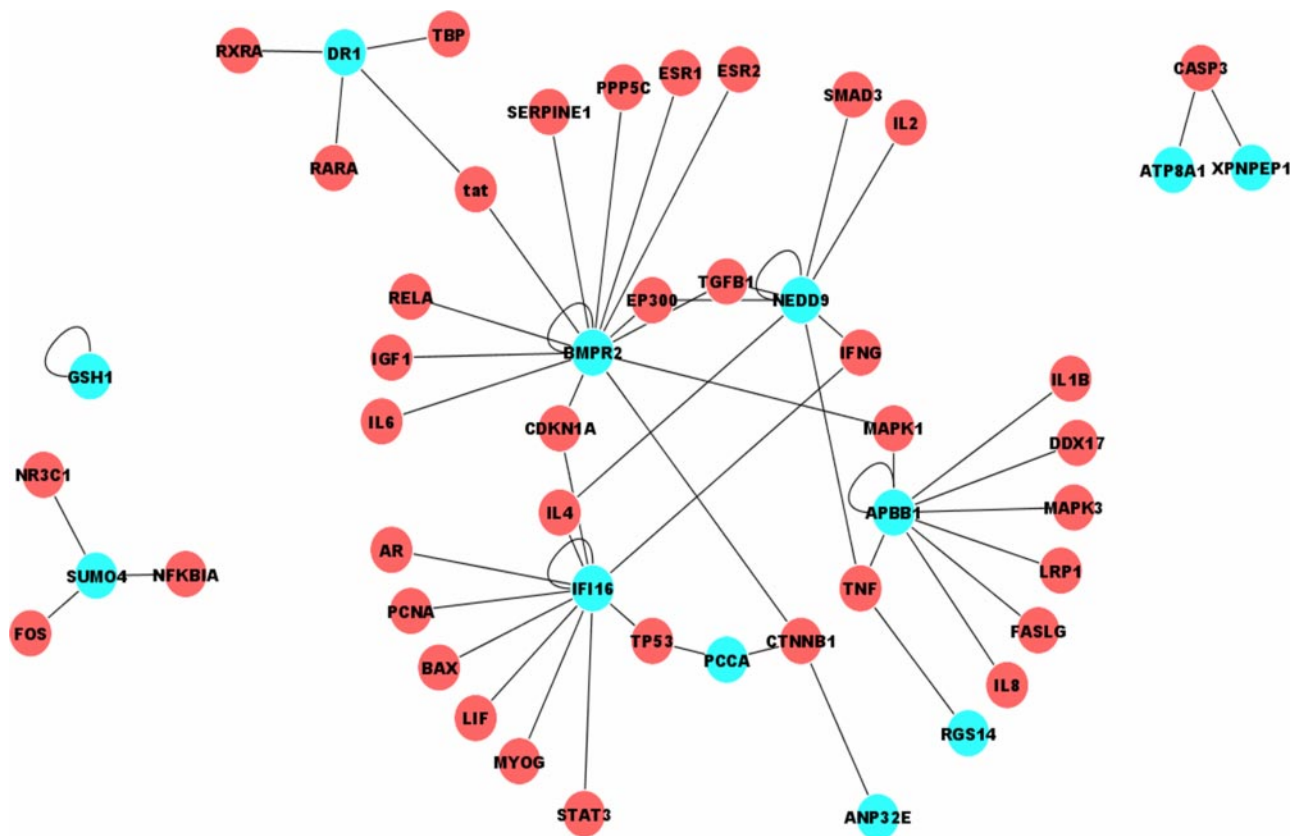 TBP
RXRA
DR1
CASP3
ESR1
ESR2
PPP5C
SMAD3
SERPINE1
IL2
RARA
ATP8A1
XPNPEP1
tat
TGFB1
RELA
EP300
NEDD9
IGF1
BMPR2
IFNG
GSH1
IL1B
IL6
CDKN1A
MAPK1
DDX17
NR3C1
MAPK3
IL4
APBB1
AR
LRP1
SUMO4
NFKBIA
IFI16
TNF
PCNA
FOS
FASLG
TP53
CTNNB1
PCCA
BAX
IL8
LIF
RGS14
MYOG
STAT3
ANP32E